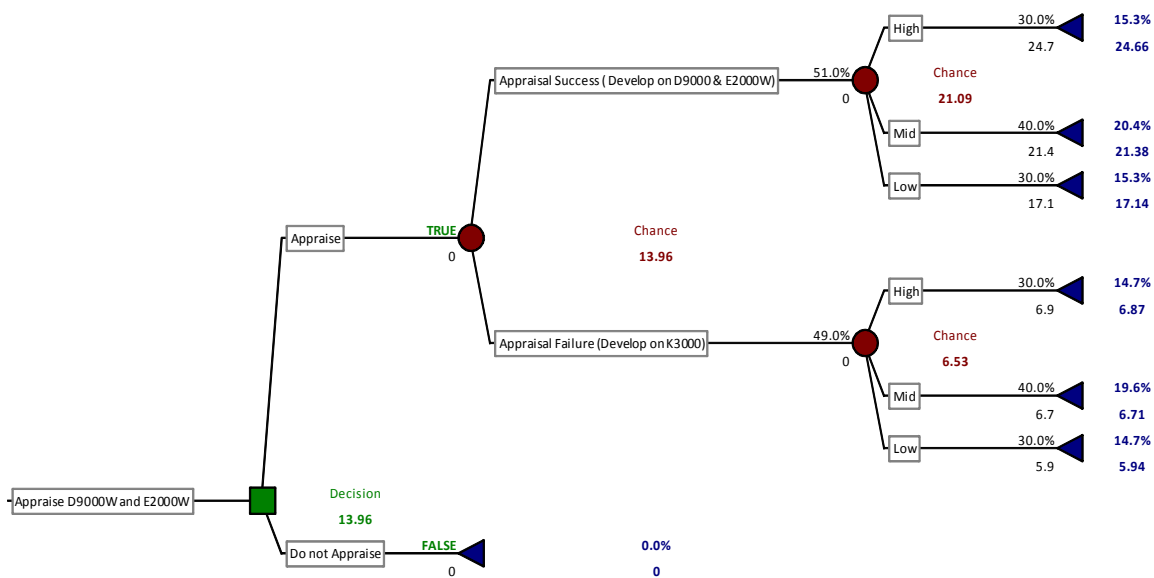 30.0%
15.3%
High
24.7
24.66
Appraisal Success ( Develop on D9000 & E2000W)
51.0%
Chance
0
21.09
40.0%
20.4%
Mid
21.4
21.38
30.0%
15.3%
Low
17.1
17.14
Appraise
TRUE
Chance
0
13.96
30.0%
14.7%
High
6.9
6.87
Appraisal Failure (Develop on K3000)
49.0%
Chance
0
6.53
40.0%
19.6%
Mid
6.7
6.71
30.0%
14.7%
Low
5.9
5.94
Appraise D9000W and E2000W
Decision
13.96
Do not Appraise
FALSE
0.0%
0
0